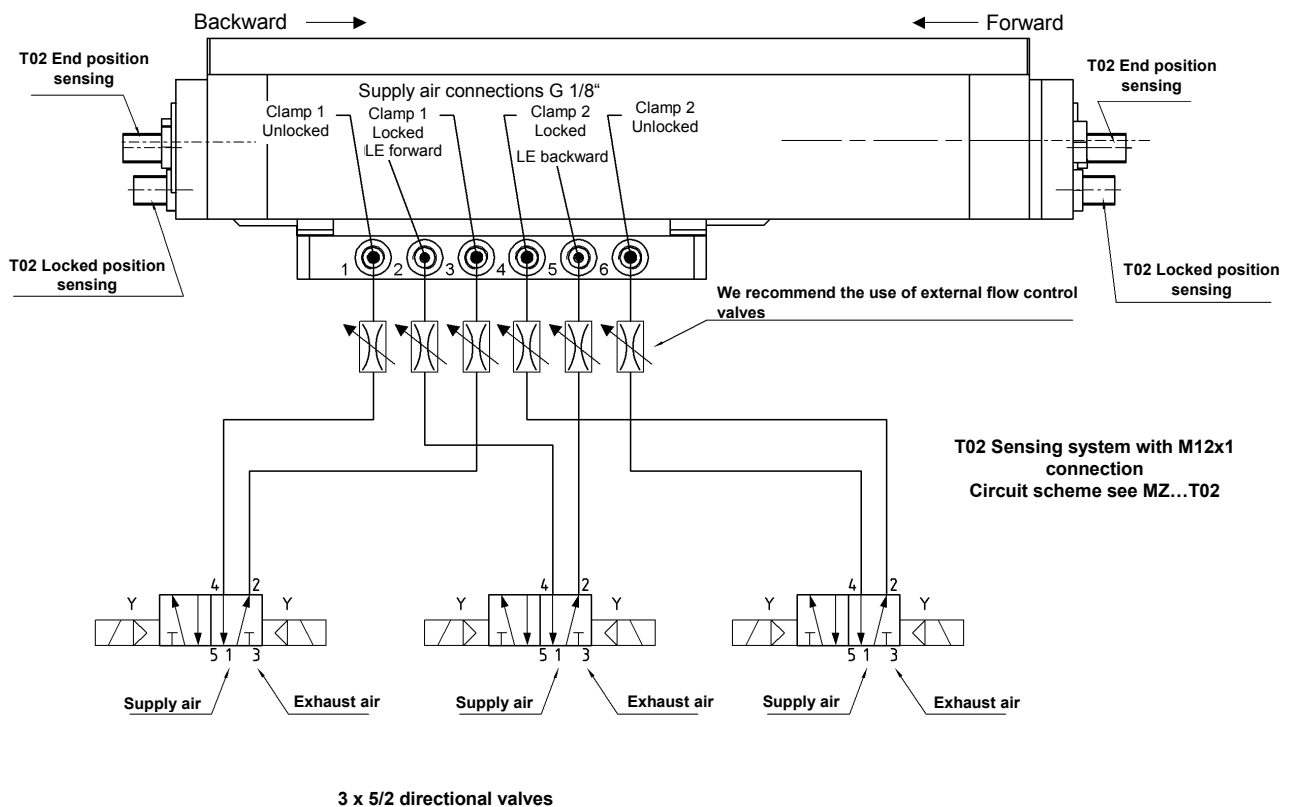 Backward
Forward
T02 End position
sensing
T02 End position
sensing
Supply air connections G 1/8“
Clamp 1
Unlocked
Clamp 1
Locked
LE forward
Clamp 2
Locked
LE backward
Clamp 2
Unlocked
T02 Locked position
sensing
1 2 3 4 5 6
T02 Locked position
sensing
We recommend the use of external flow control
valves
T02 Sensing system with M12x1
connection
Circuit scheme see MZ...T02
4 2
Y Y
5 1 3
Supply air
Exhaust air
4 2
Y Y
5 1 3
Supply air
Exhaust air
4 2
Y Y
5 1 3
Supply air
Exhaust air
3 x 5/2 directional valves